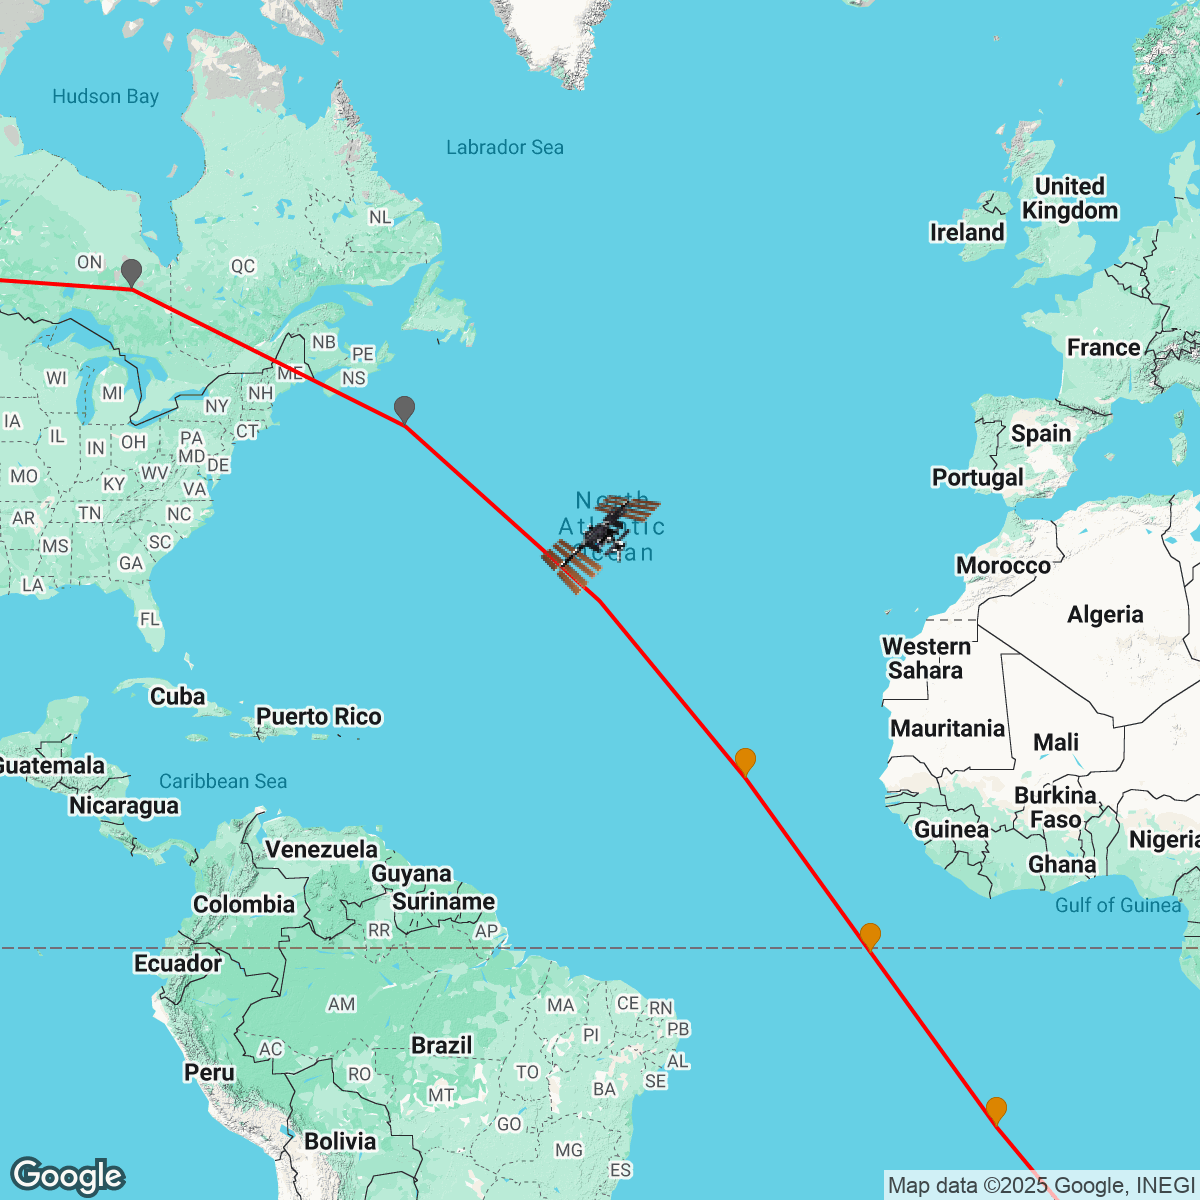 Hudson Bay
Labrador Sea
United
Kingdom
Ireland
NL
ON
QC
NB
PE
France
WI
MI
ME
NS
NH
NY
IA
IL
IN
OH
PA
CT
Spain
MD
DE
MO
KY
WV
VA
Portugal
North
Atlantic
Ocean
AR
TN
NC
MS
SC
GA
LA
Morocco
FL
Algeria
Western
Sahara
Cuba
Puerto Rico
Mauritania
Mali
Guatemala
Caribbean Sea
Nicaragua
Burkina
Faso
Guinea
Nigeria
Venezuela
Ghana
Guyana
Suriname
Colombia
Gulf of Guinea
RR
AP
Ecuador
AM
MA
CE
RN
PI
PB
Brazil
AC
AL
Peru
RO
TO
SE
MT
BA
GO
Bolivia
MG
ES
Google
Map data ©2025 Google, INEGI